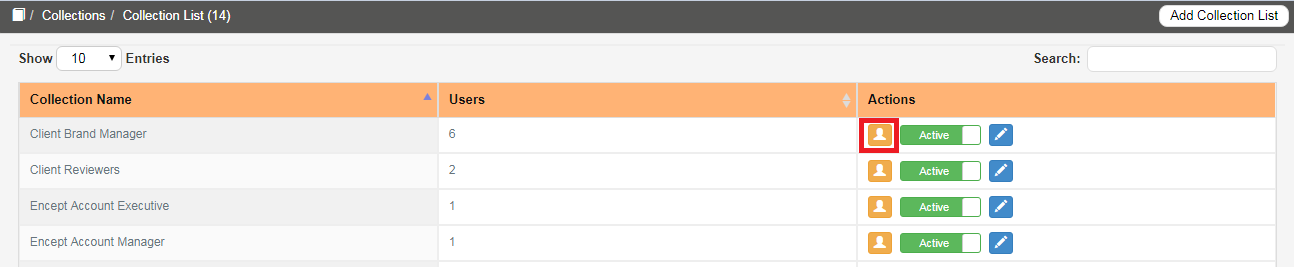 / Collections / Collection List (14) Add Collection List
Show 10 Entries Search:
Collection Name Users Actions
Client Brand Manager 6 Active
Client Reviewers 2 Active
Encept Account Executive 1 Active
Encept Account Manager 1 Active